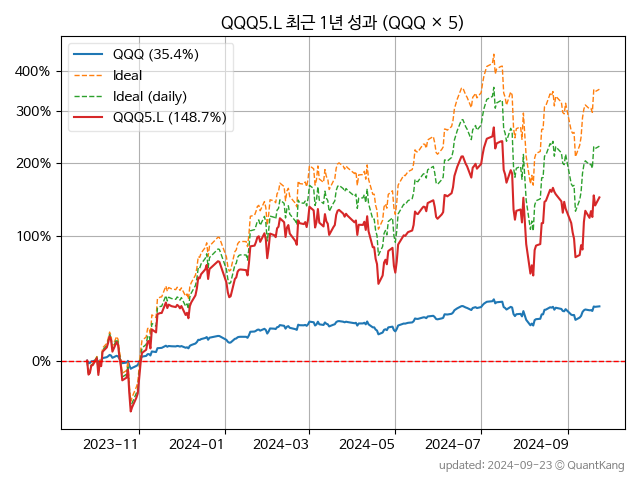 QQQ5.L 최근 1년 성과 (QQQ × 5)
QQQ (35.4%)
Ideal
Ideal (daily)
QQQ5.L (148.7%)
400%
300%
200%
100%
0%
2023-11 2024-01 2024-03 2024-05 2024-07 2024-09
updated: 2024-09-23 © QuantKang